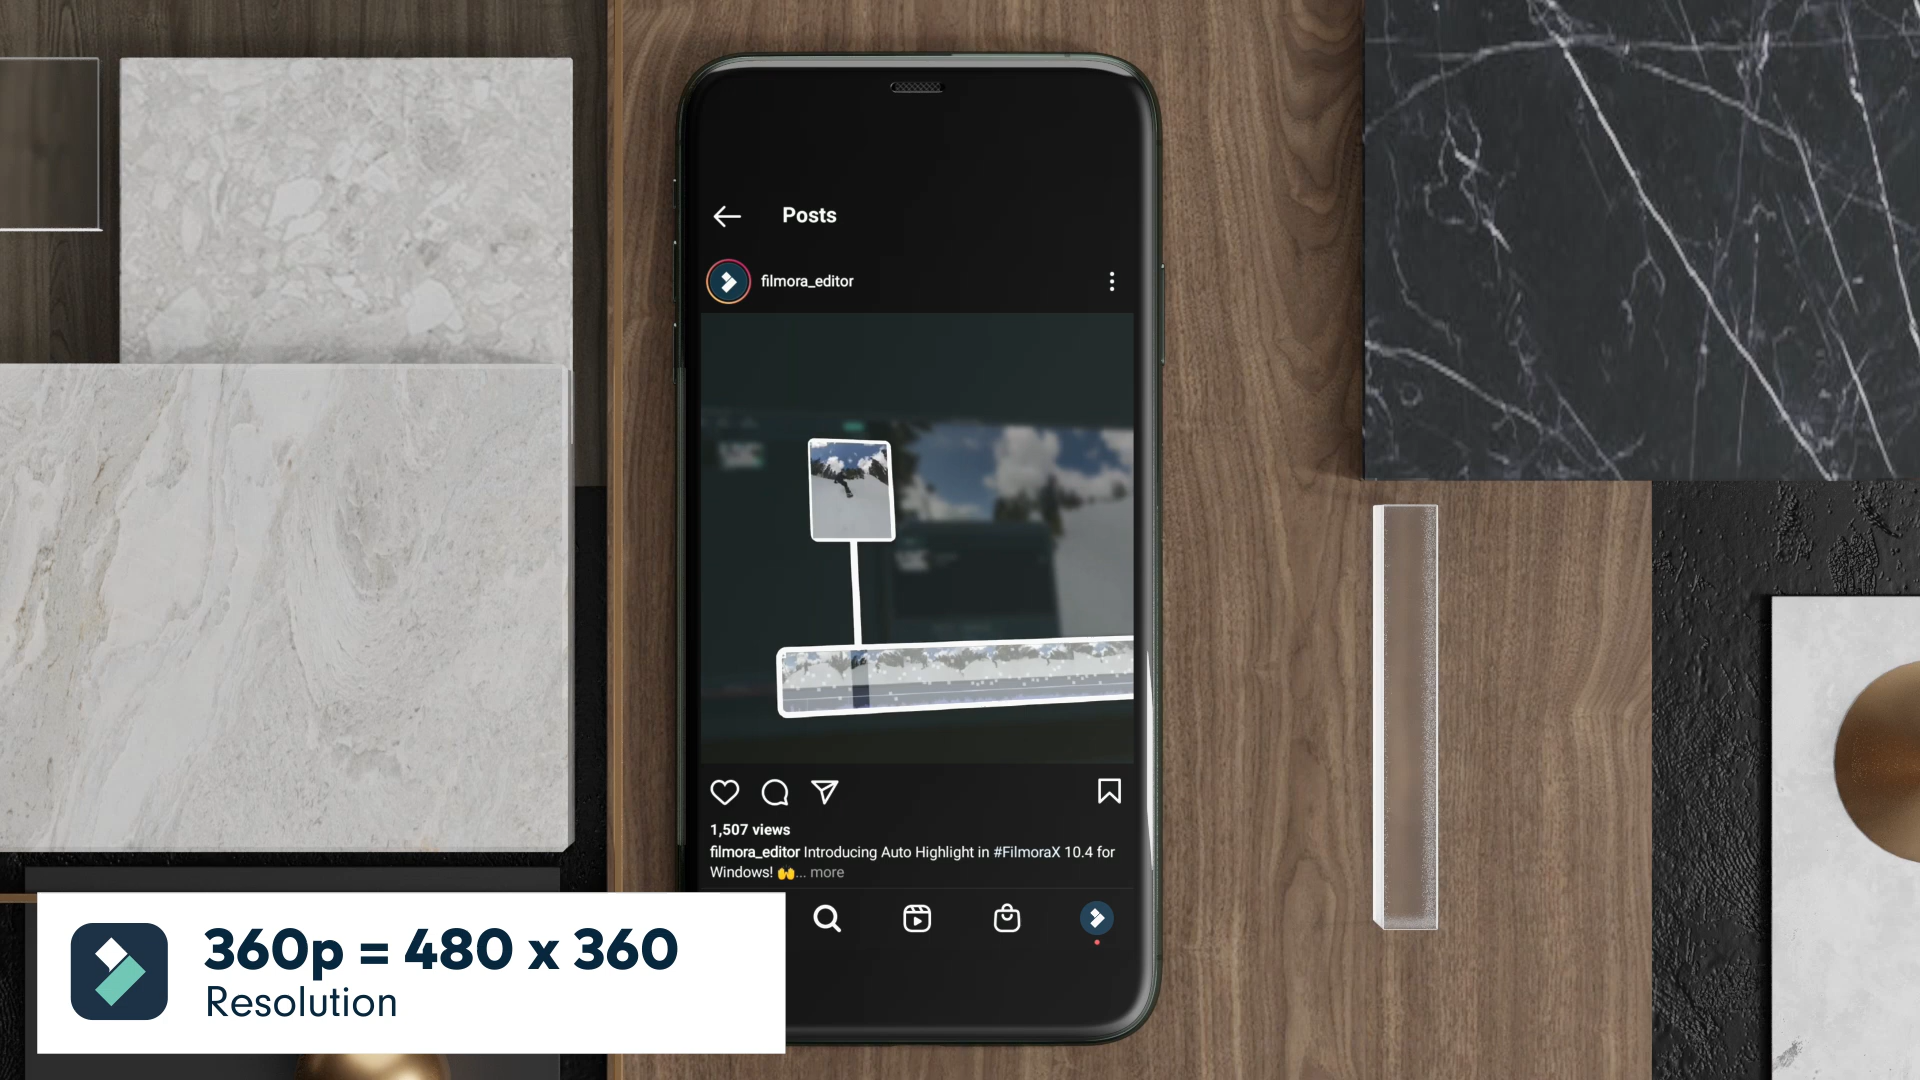 Posts
filmora_editor
1,507 views
filmora_editor Introducing Auto Highlight in #FilmoraX 10.4 for
Windows! 🙌... more
360p = 480 x 360
Resolution